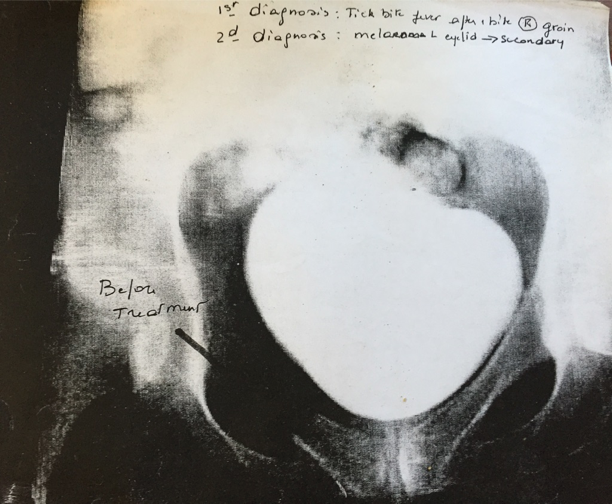 1st diagnosis: Tick bite fever after bite Ⓡ groin
2d diagnosis: melanoma L eyelid → secondary
Before
Treatment